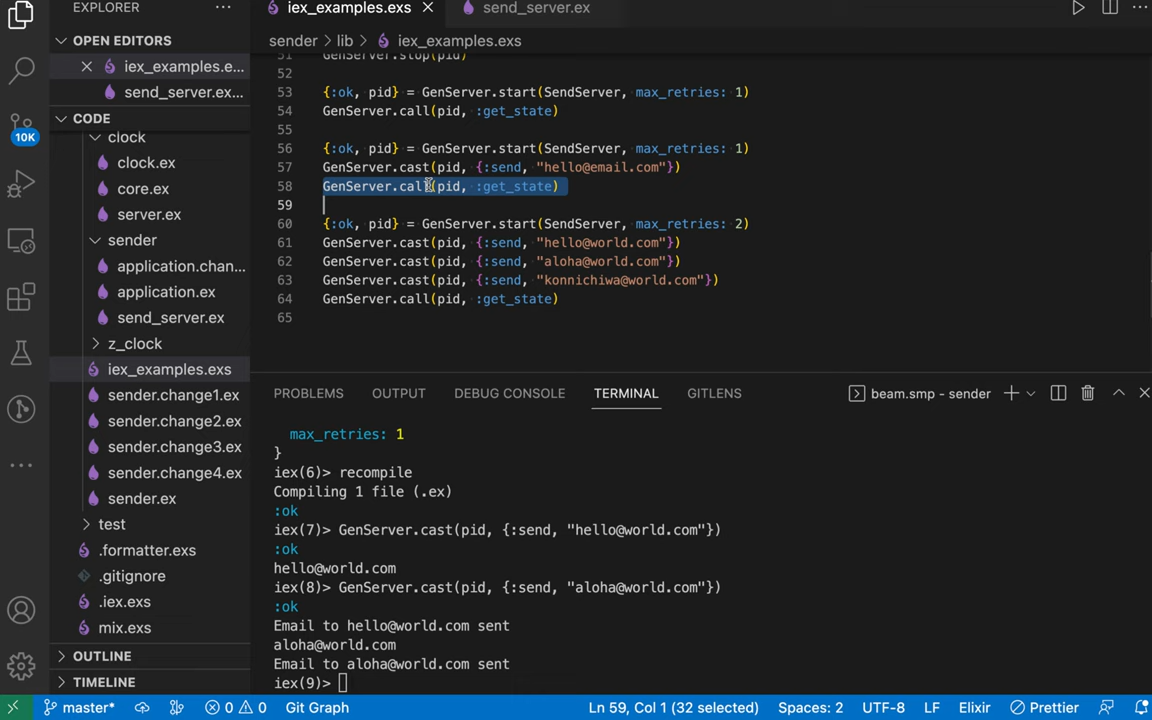 EXPLORER
···
OPEN EDITORS
iex_examples.e...
send_server.ex...
CODE
clock
clock.ex
core.ex
server.ex
sender
application.chan...
application.ex
send_server.ex
z_clock
iex_examples.exs
sender.change1.ex
sender.change2.ex
sender.change3.ex
sender.change4.ex
sender.ex
test
.formatter.exs
.gitignore
.iex.exs
mix.exs
OUTLINE
TIMELINE
10K
iex_examples.exs
send_server.ex
sender > lib > iex_examples.exs
51 GenServer.stop(pid)
52
53 {:ok, pid} = GenServer.start(SendServer, max_retries: 1)
54 GenServer.call(pid, :get_state)
55
56 {:ok, pid} = GenServer.start(SendServer, max_retries: 1)
57 GenServer.cast(pid, {:send, "hello@email.com"})
58 GenServer.call(pid, :get_state)
59
60 {:ok, pid} = GenServer.start(SendServer, max_retries: 2)
61 GenServer.cast(pid, {:send, "hello@world.com"})
62 GenServer.cast(pid, {:send, "aloha@world.com"})
63 GenServer.cast(pid, {:send, "konnichiwa@world.com"})
64 GenServer.call(pid, :get_state)
65
PROBLEMS OUTPUT DEBUG CONSOLE TERMINAL GITLENS
beam.smp - sender
max_retries: 1
}
iex(6)> recompile
Compiling 1 file (.ex)
:ok
iex(7)> GenServer.cast(pid, {:send, "hello@world.com"})
:ok
hello@world.com
iex(8)> GenServer.cast(pid, {:send, "aloha@world.com"})
:ok
Email to hello@world.com sent
aloha@world.com
Email to aloha@world.com sent
iex(9)>
master* 0 0 Git Graph Ln 59, Col 1 (32 selected) Spaces: 2 UTF-8 LF Elixir Prettier